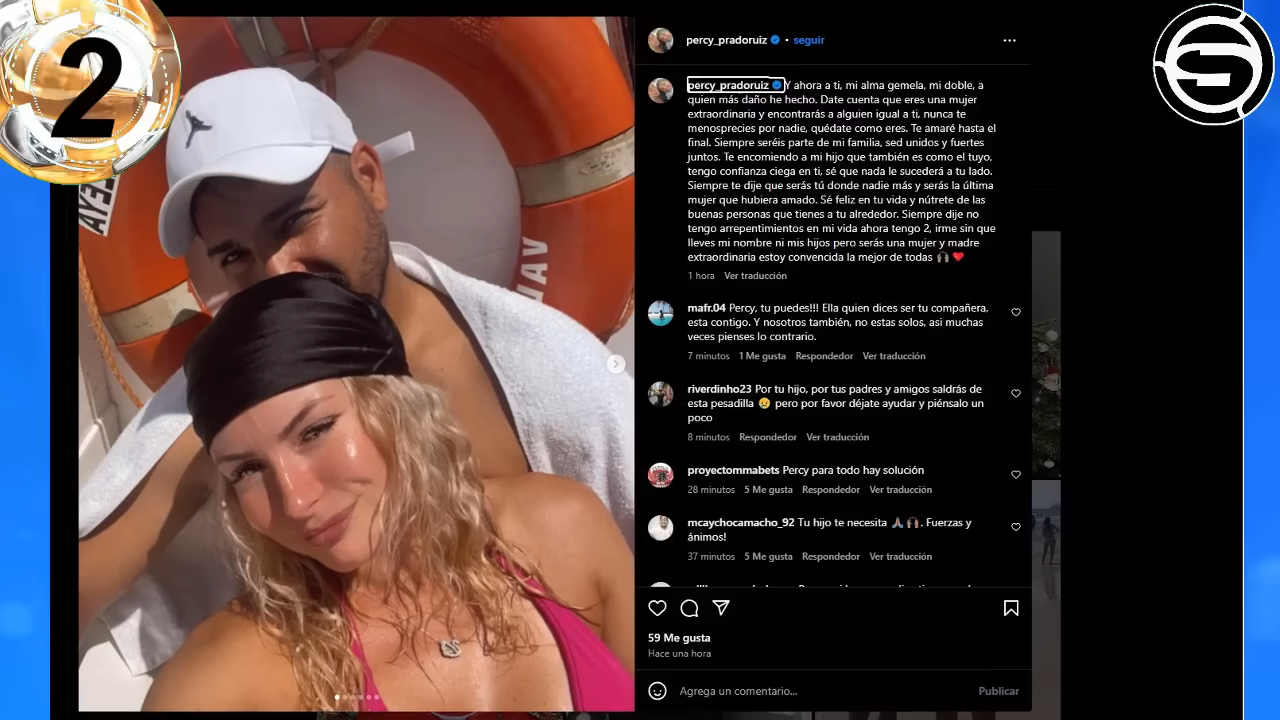 2
percy_pradoruiz • seguir
percy_pradoruiz Y ahora a ti, mi alma gemela, mi doble, a
quien más daño he hecho. Date cuenta que eres una mujer
extraordinaria y encontrarás a alguien igual a ti, nunca te
menosprecies por nadie, quédate como eres. Te amaré hasta el
final. Siempre seréis parte de mi familia, sed unidos y fuertes
juntos. Te encomiendo a mi hijo que también es como el tuyo,
tengo confianza ciega en ti, sé que nada le sucederá a tu lado.
Siempre te dije que serás tú donde nadie más y serás la última
mujer que hubiera amado. Sé feliz en tu vida y nútrete de las
buenas personas que tienes a tu alrededor. Siempre dije no
tengo arrepentimientos en mi vida ahora tengo 2, irme sin que
lleves mi nombre ni mis hijos pero serás una mujer y madre
extraordinaria estoy convencida la mejor de todas 🙌🏽 ❤️
1 hora Ver traducción
mafr.04 Percy, tu puedes!!! Ella quien dices ser tu compañera,
esta contigo. Y nosotros también, no estas solos, asi muchas
veces pienses lo contrario.
7 minutos 1 Me gusta Respondedor Ver traducción
riverdinho23 Por tu hijo, por tus padres y amigos saldrás de
esta pesadilla 😢 pero por favor déjate ayudar y piénsalo un
poco
8 minutos Respondedor Ver traducción
proyectommabets Percy para todo hay solución
28 minutos 5 Me gusta Respondedor Ver traducción
mcaychocamacho_92 Tu hijo te necesita 🙏🏽 🙌🏽. Fuerzas y
ánimos!
37 minutos 5 Me gusta Respondedor Ver traducción
59 Me gusta
Hace una hora
Agrega un comentario... Publicar